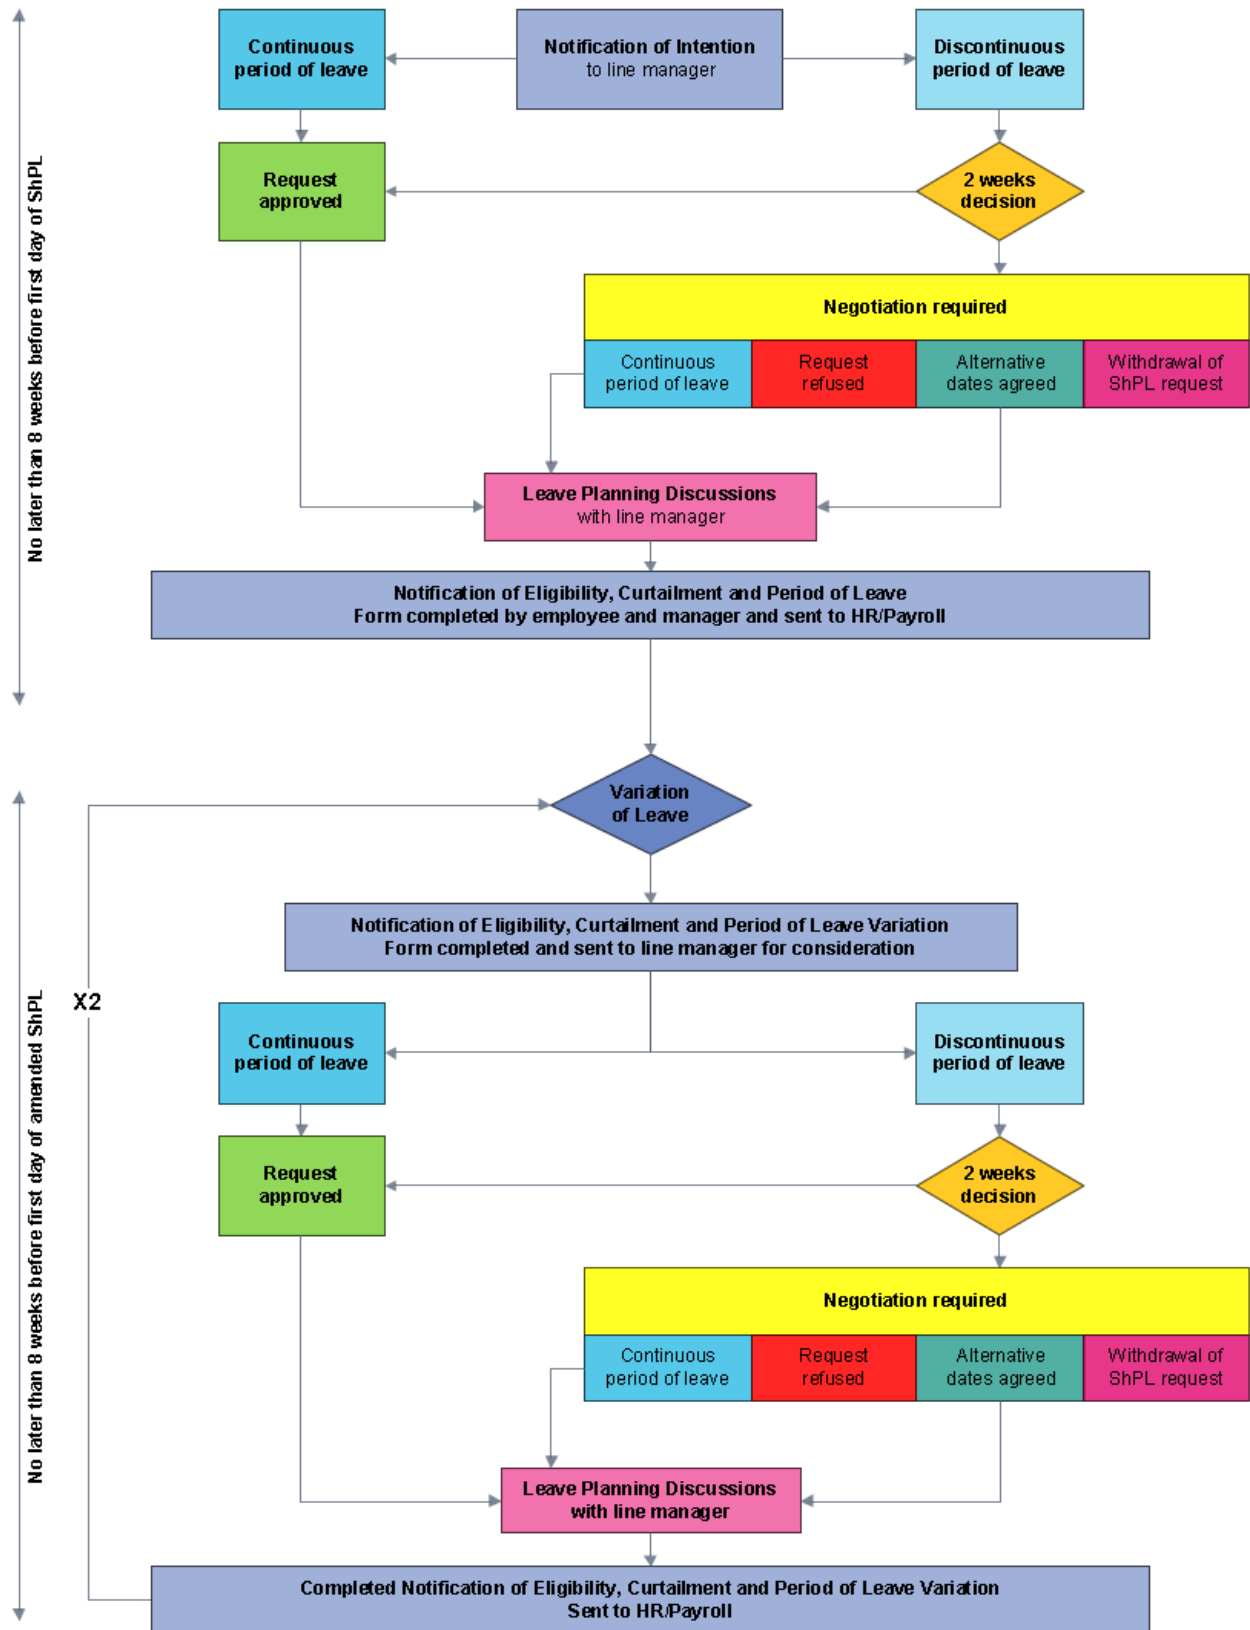 Continuous
period of leave
Notification of Intention
to line manager
Discontinuous
period of leave
Request
approved
2 weeks
decision
No later than 8 weeks before first day of ShPL
Negotiation required
Continuous
period of leave
Request
refused
Alternative
dates agreed
Withdrawal of
ShPL request
Leave Planning Discussions
with line manager
Notification of Eligibility, Curtailment and Period of Leave
Form completed by employee and manager and sent to HR/Payroll
Variation
of Leave
Notification of Eligibility, Curtailment and Period of Leave Variation
Form completed and sent to line manager for consideration
X2
No later than 8 weeks before first day of amended ShPL
Continuous
period of leave
Discontinuous
period of leave
Request
approved
2 weeks
decision
Negotiation required
Continuous
period of leave
Request
refused
Alternative
dates agreed
Withdrawal of
ShPL request
Leave Planning Discussions
with line manager
Completed Notification of Eligibility, Curtailment and Period of Leave Variation
Sent to HR/Payroll